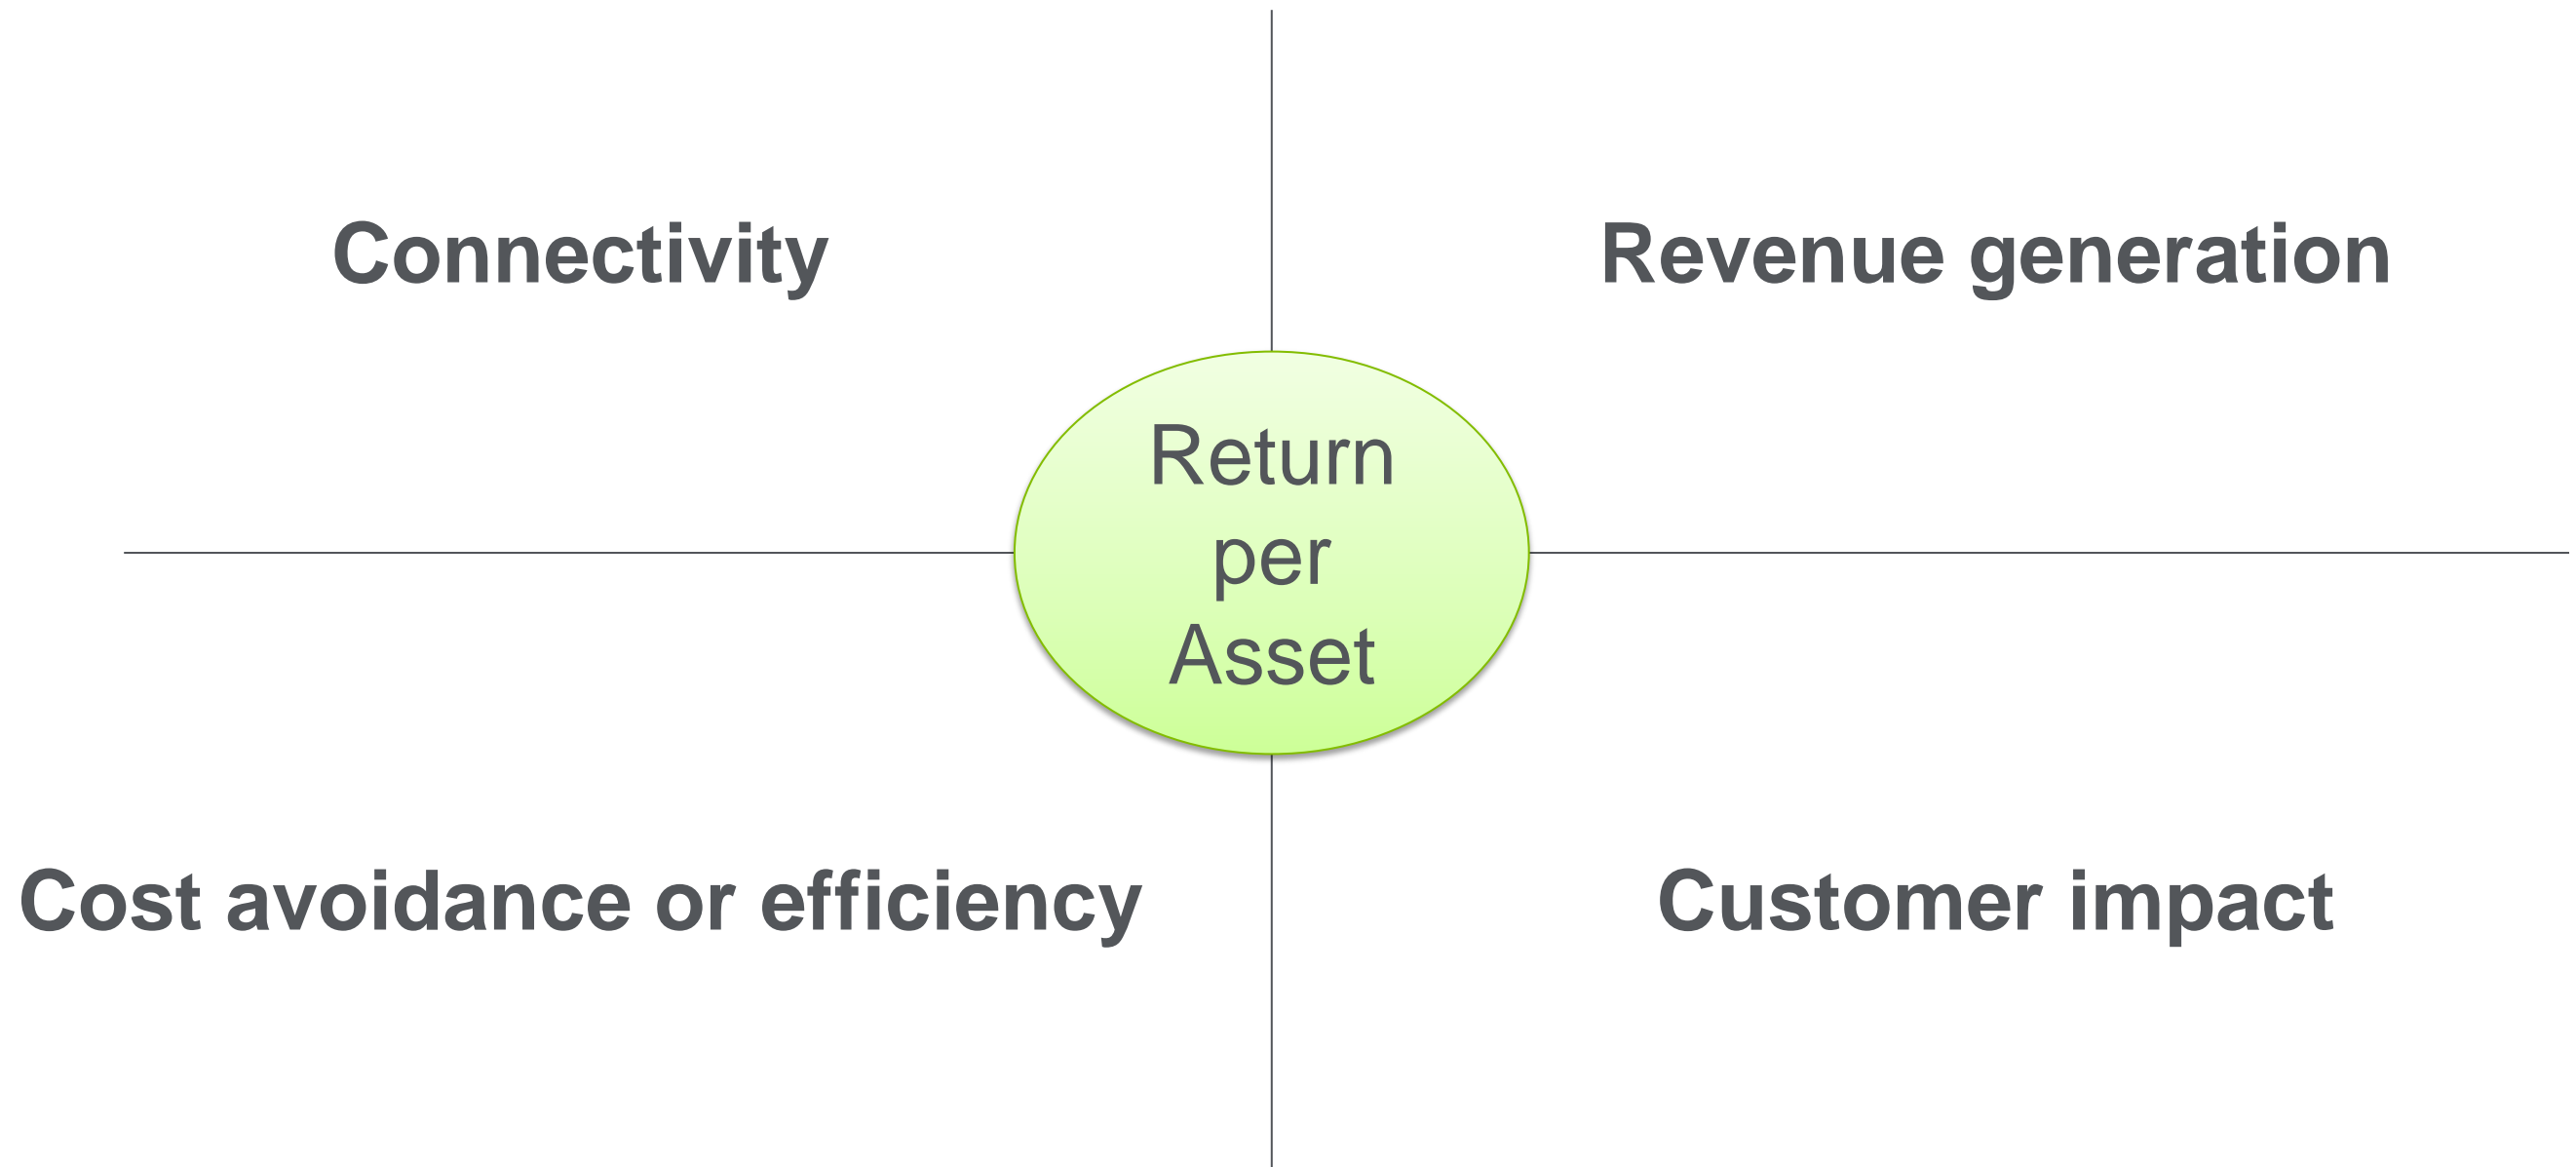 Connectivity
Revenue generation
Return
per
Asset
Cost avoidance or efficiency
Customer impact